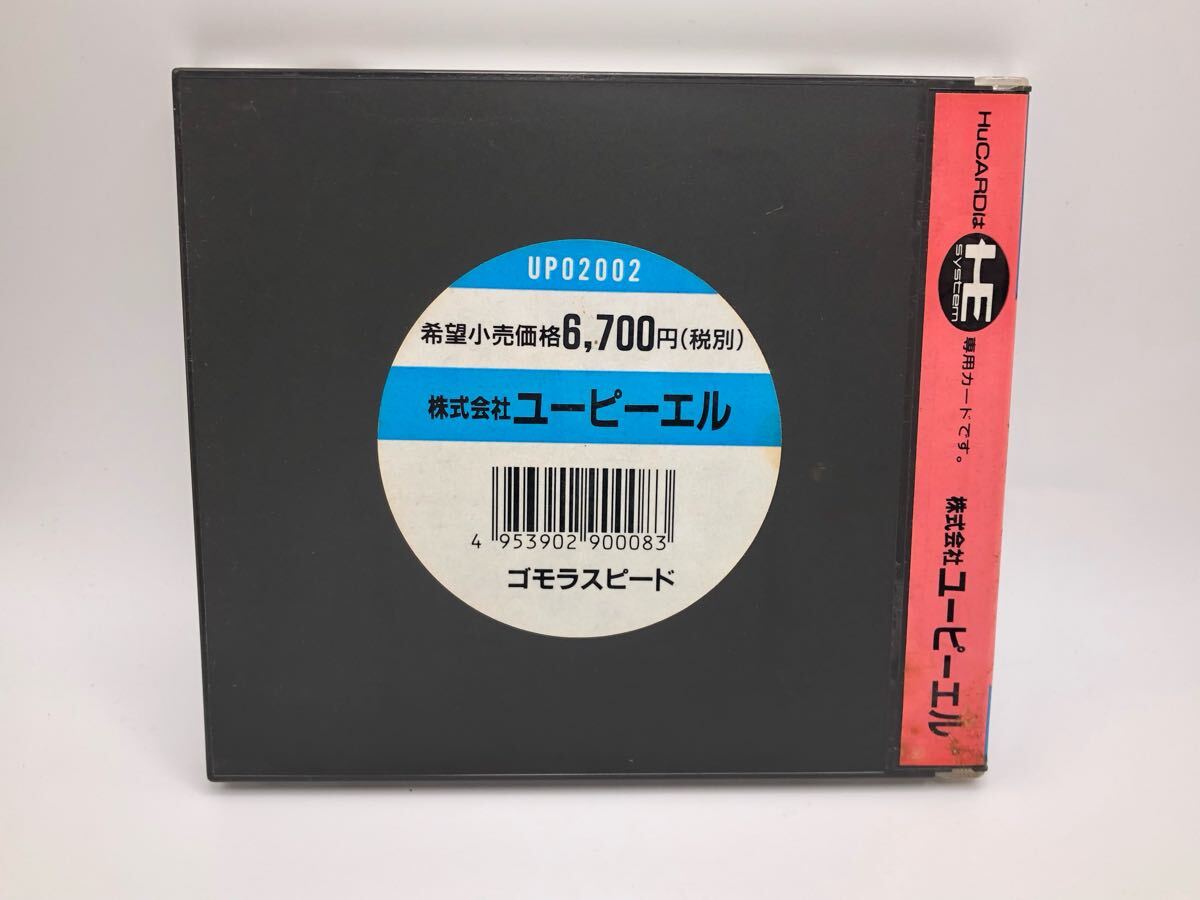 UP02002
希望小売価格6,700円(税別)
株式会社ユーピーエル
4 953902 900083
ゴモラスピード
HuCARDは HE system 専用カードです。 株式会社ユーピーエル